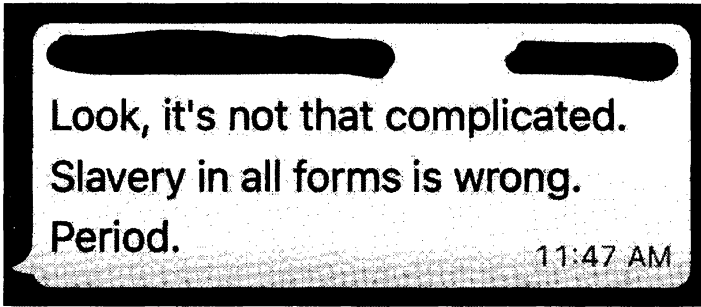 Look, it's not that complicated.
Slavery in all forms is wrong.
Period.
11:47 AM